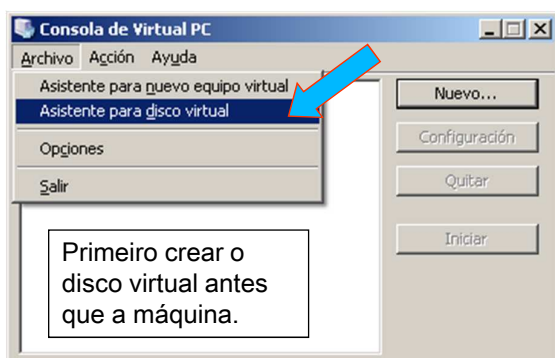 Consola de Virtual PC
Archivo Acción Ayuda
Asistente para nuevo equipo virtual
Asistente para disco virtual
Opciones
Salir
Nuevo...
Configuración
Quitar
Iniciar
Primeiro crear o
disco virtual antes
que a máquina.